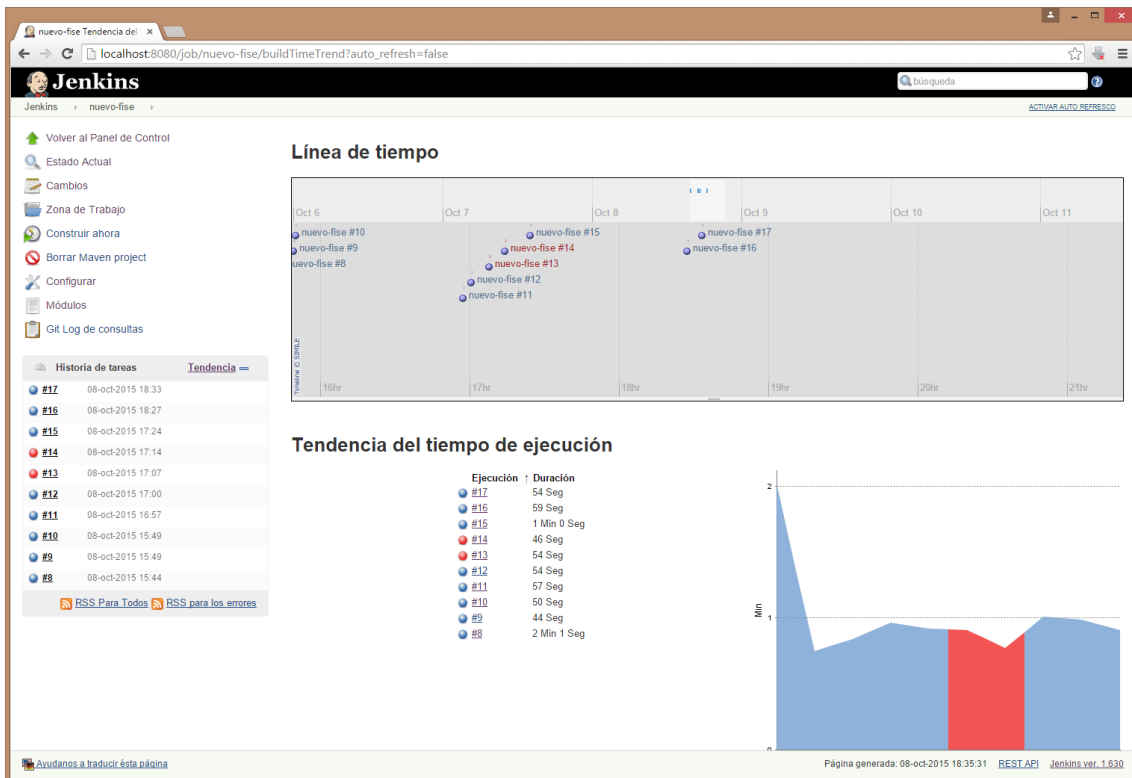 nuevo-fise Tendencia del
localhost:8080/job/nuevo-fise/buildTimeTrend?auto_refresh=false
Jenkins
búsqueda
Jenkins nuevo-fise
ACTIVAR AUTO REFRESCO
Volver al Panel de Control
Estado Actual
Cambios
Zona de Trabajo
Construir ahora
Borrar Maven project
Configurar
Módulos
Git Log de consultas
Historia de tareas Tendencia
#17 08-oct-2015 18:33
#16 08-oct-2015 18:27
#15 08-oct-2015 17:24
#14 08-oct-2015 17:14
#13 08-oct-2015 17:07
#12 08-oct-2015 17:00
#11 08-oct-2015 16:57
#10 08-oct-2015 15:49
#9 08-oct-2015 15:49
#8 08-oct-2015 15:44
RSS Para Todos RSS para los errores
Línea de tiempo
Oct 6 Oct 7 Oct 8 Oct 9 Oct 10 Oct 11
nuevo-fise #10 nuevo-fise #15 nuevo-fise #17
nuevo-fise #9 nuevo-fise #14 nuevo-fise #16
uevo-fise #8 nuevo-fise #13
nuevo-fise #12
nuevo-fise #11
Timeline © SIMILE
16hr 17hr 18hr 19hr 20hr 21hr
Tendencia del tiempo de ejecución
Ejecución ↑ Duración
#17 54 Seg
#16 59 Seg
#15 1 Min 0 Seg
#14 46 Seg
#13 54 Seg
#12 54 Seg
#11 57 Seg
#10 50 Seg
#9 44 Seg
#8 2 Min 1 Seg
2
Min
1
0
Ayudanos a traducir ésta página
Página generada: 08-oct-2015 18:35:31 REST API Jenkins ver. 1.630